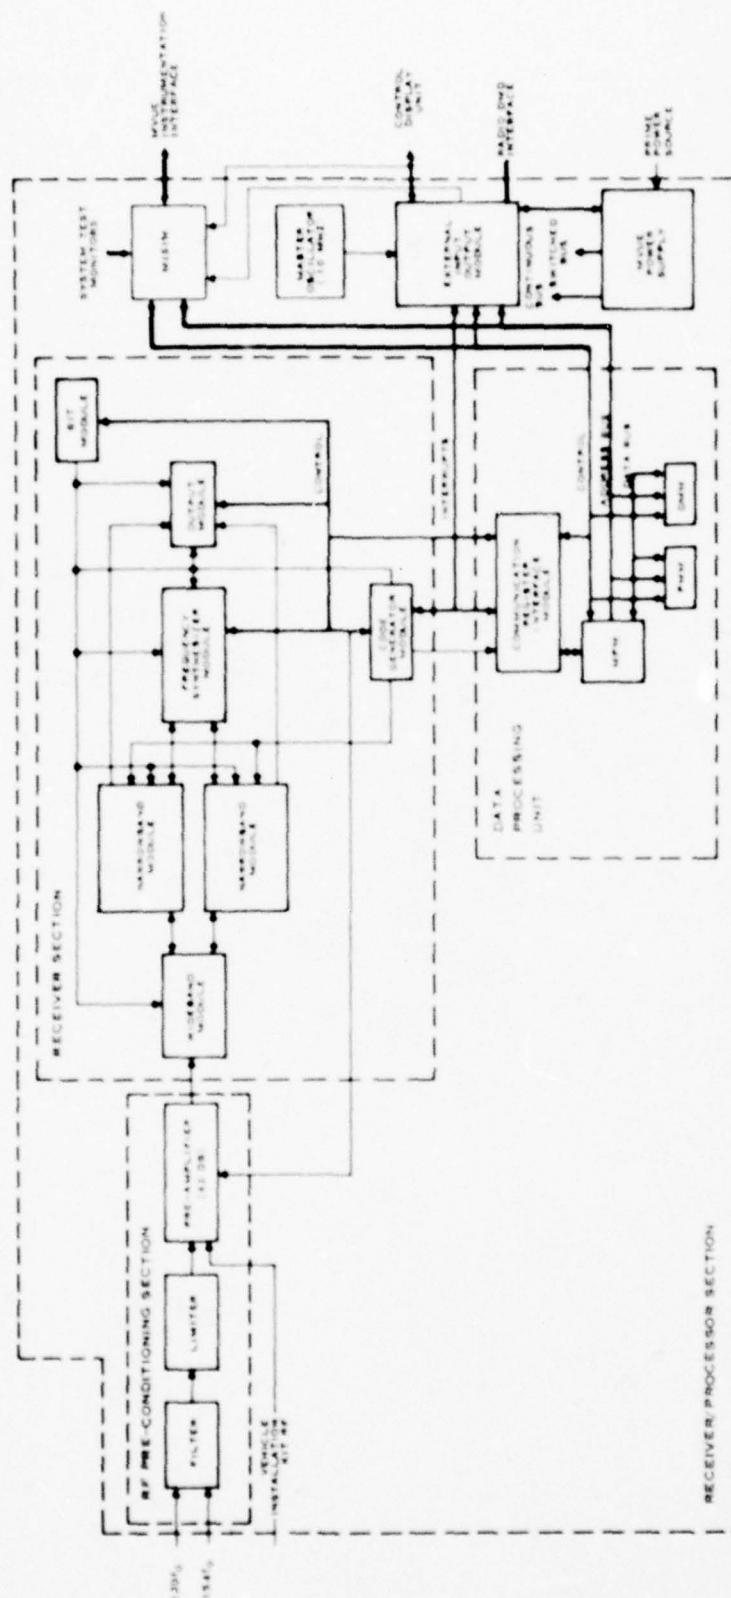 MVUE
INSTRUMENTATION
INTERFACE
SYSTEM TEST
MONITORS
CONTROL
DISPLAY
UNIT
RADIO DMD
INTERFACE
PRIME
POWER
SOURCE
MISIM
MASTER
OSCILLATOR
EXTERNAL
INPUT
OUTPUT
MODULE
CONTINUOUS
BUS
SWITCHED
BUS
MVUE
POWER
SUPPLY
BIT
MODULE
OUTPUT
MODULE
CONTROL
INTERRUPTS
CONTROL
ADDRESS BUS
DATA BUS
FREQUENCY
SYNTHESIZER
MODULE
CODE
GENERATOR
MODULE
COMMUNICATION
REGISTER
INTERFACE
MODULE
MPM
PMM
DMM
NARROWBAND
MODULE
NARROWBAND
MODULE
DATA
PROCESSING
UNIT
WIDEBAND
MODULE
RECEIVER SECTION
PRE-AMPLIFIER
LIMITER
FILTER
RF PRE-CONDITIONING SECTION
VEHICLE
INSTALLATION
KIT RF
RECEIVER/PROCESSOR SECTION